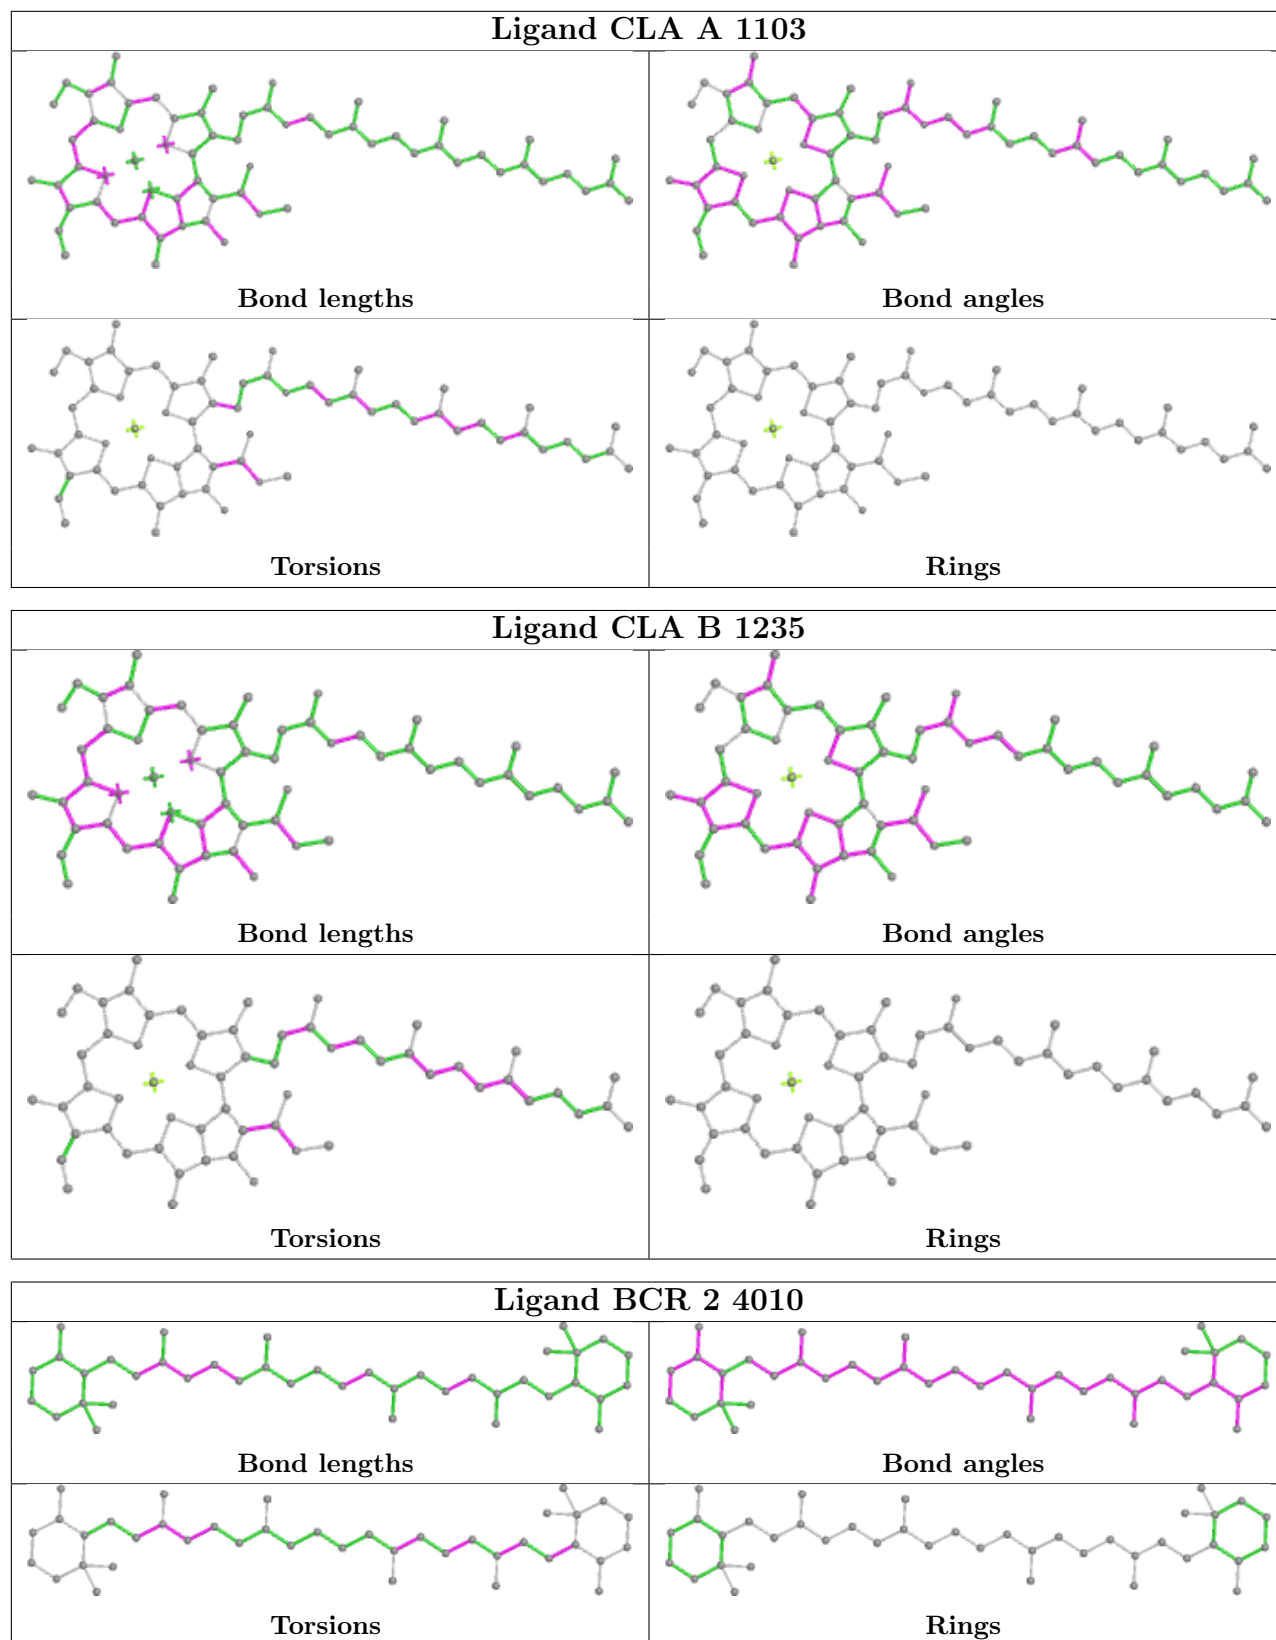 Ligand CLA A 1103
Bond lengths
Bond angles
Torsions
Rings
Ligand CLA B 1235
Bond lengths
Bond angles
Torsions
Rings
Ligand BCR 2 4010
Bond lengths
Bond angles
Torsions
Rings